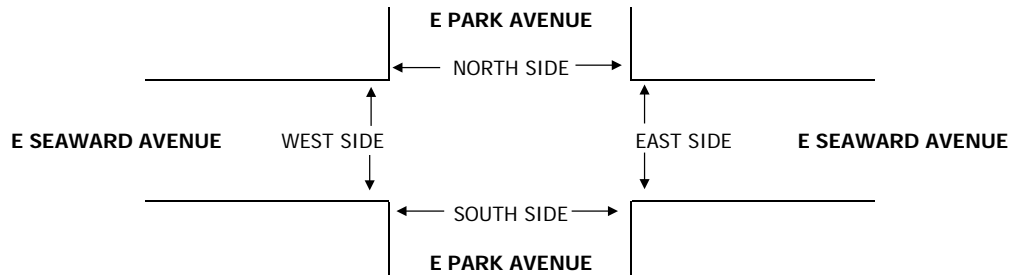 E PARK AVENUE
NORTH SIDE
E SEAWARD AVENUE WEST SIDE EAST SIDE E SEAWARD AVENUE
SOUTH SIDE
E PARK AVENUE